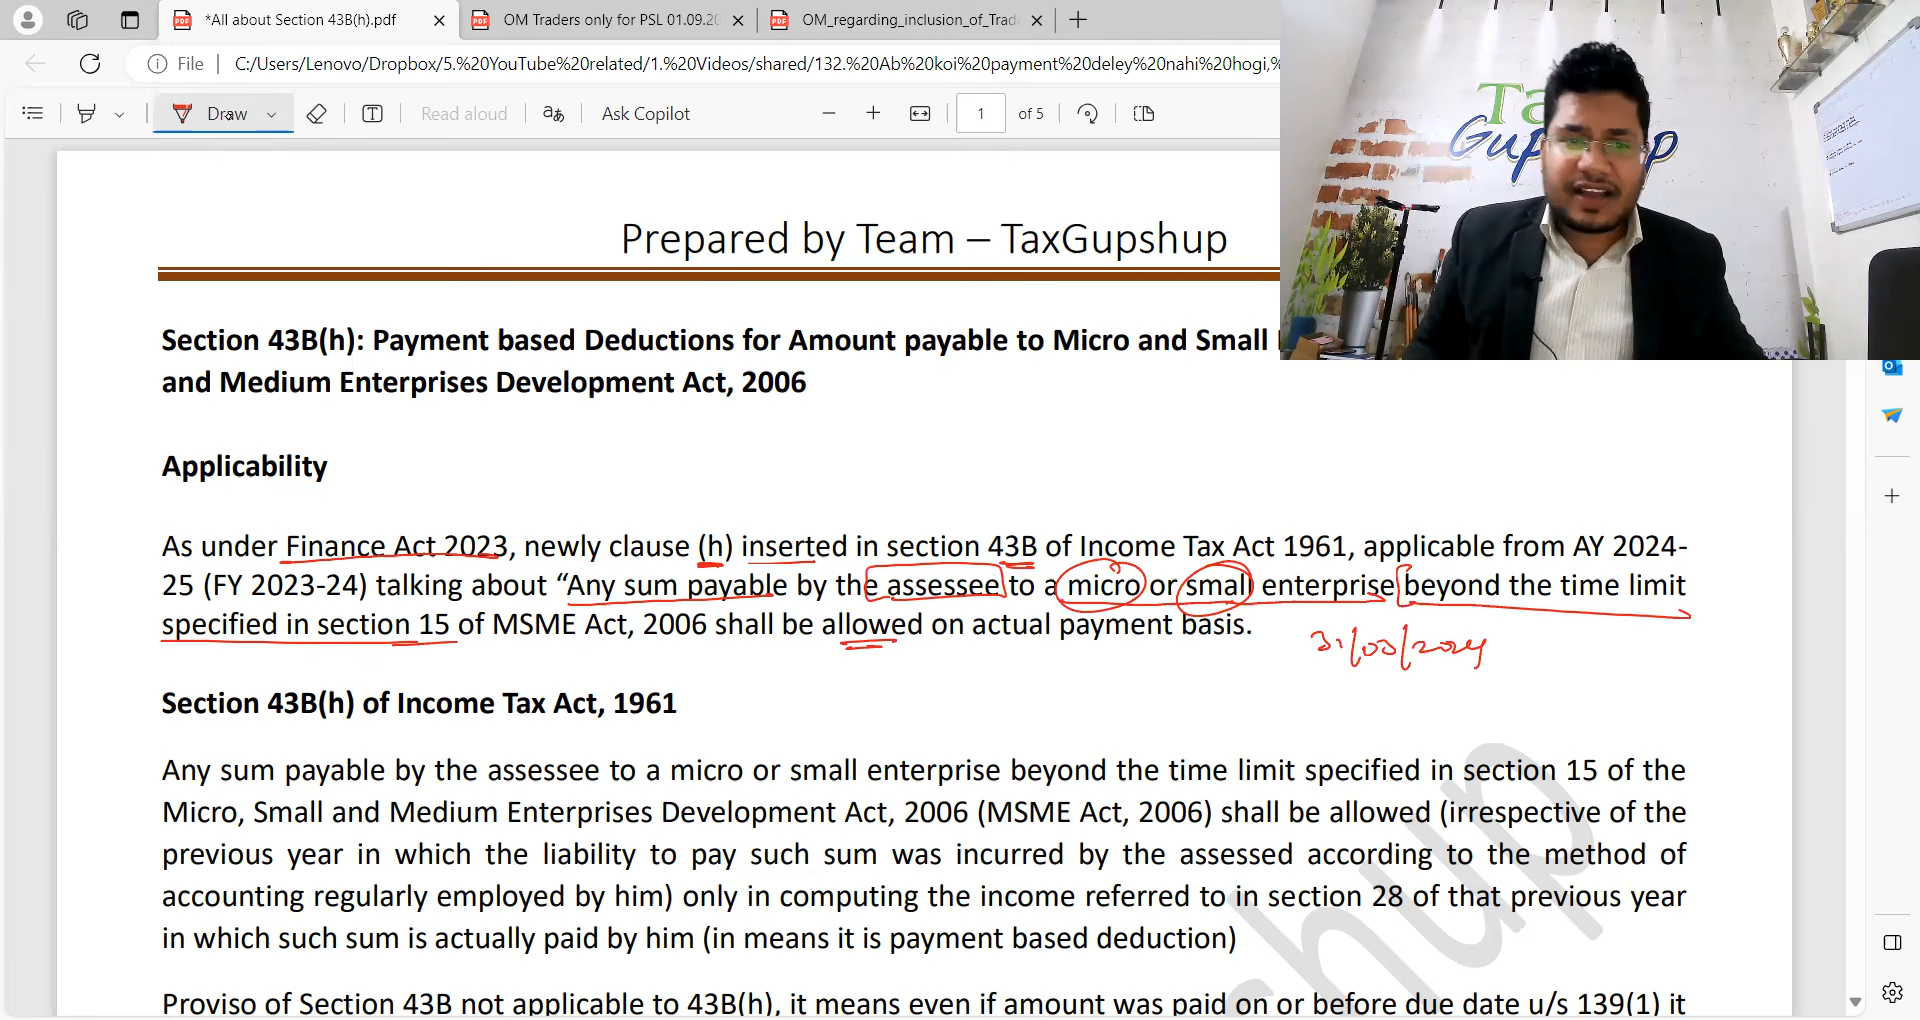 *All about Section 43B(h).pdf
OM Traders only for PSL 01.09.20
OM_regarding_inclusion_of_Trad
File
C:/Users/Lenovo/Dropbox/5.%20YouTube%20related/1.%20Videos/shared/132.%20Ab%20koi%20payment%20deley%20nahi%20hogi,%
Draw
Read aloud
Ask Copilot
1 of 5
Prepared by Team – TaxGupshup
Section 43B(h): Payment based Deductions for Amount payable to Micro and Small
and Medium Enterprises Development Act, 2006
Applicability
As under Finance Act 2023, newly clause (h) inserted in section 43B of Income Tax Act 1961, applicable from AY 2024-
25 (FY 2023-24) talking about “Any sum payable by the assessee to a micro or small enterprise beyond the time limit
specified in section 15 of MSME Act, 2006 shall be allowed on actual payment basis.
31/03/2024
Section 43B(h) of Income Tax Act, 1961
Any sum payable by the assessee to a micro or small enterprise beyond the time limit specified in section 15 of the
Micro, Small and Medium Enterprises Development Act, 2006 (MSME Act, 2006) shall be allowed (irrespective of the
previous year in which the liability to pay such sum was incurred by the assessed according to the method of
accounting regularly employed by him) only in computing the income referred to in section 28 of that previous year
in which such sum is actually paid by him (in means it is payment based deduction)
Proviso of Section 43B not applicable to 43B(h), it means even if amount was paid on or before due date u/s 139(1) it